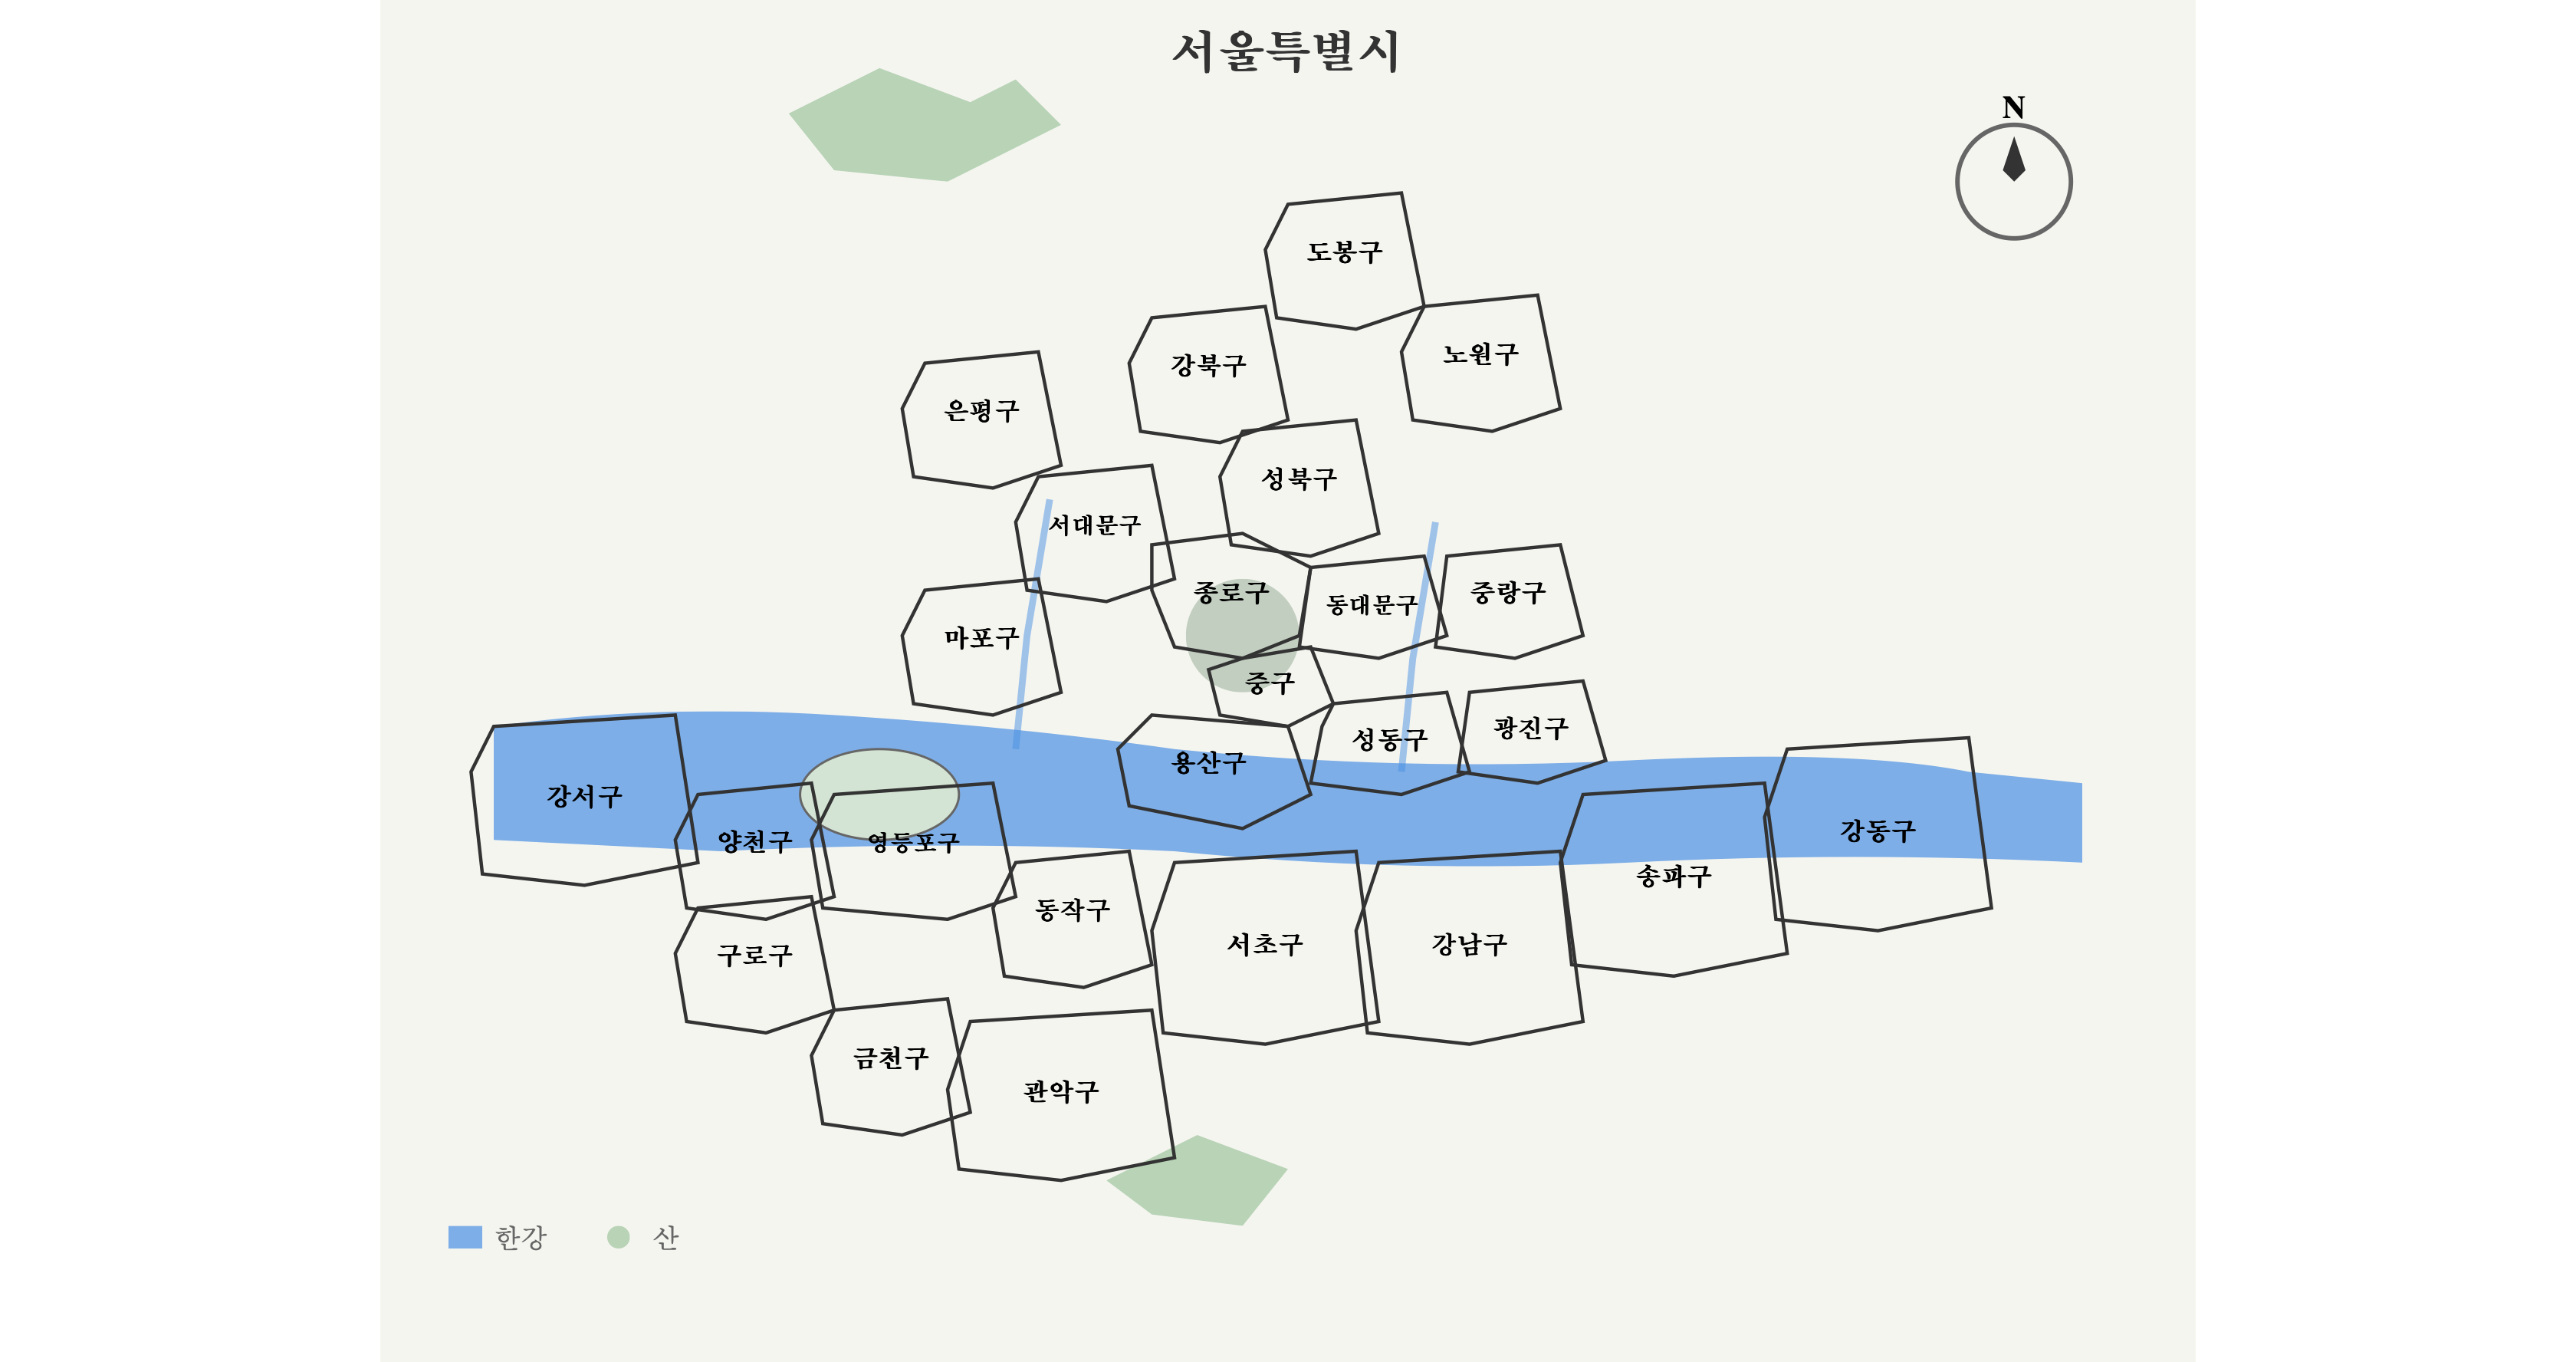 서울특별시
N
도봉구
노원구
강북구
은평구
성북구
서대문구
종로구
동대문구
중랑구
마포구
중구
용산구
성동구
광진구
강서구
양천구
영등포구
강동구
송파구
동작구
서초구
강남구
구로구
금천구
관악구
한강
산